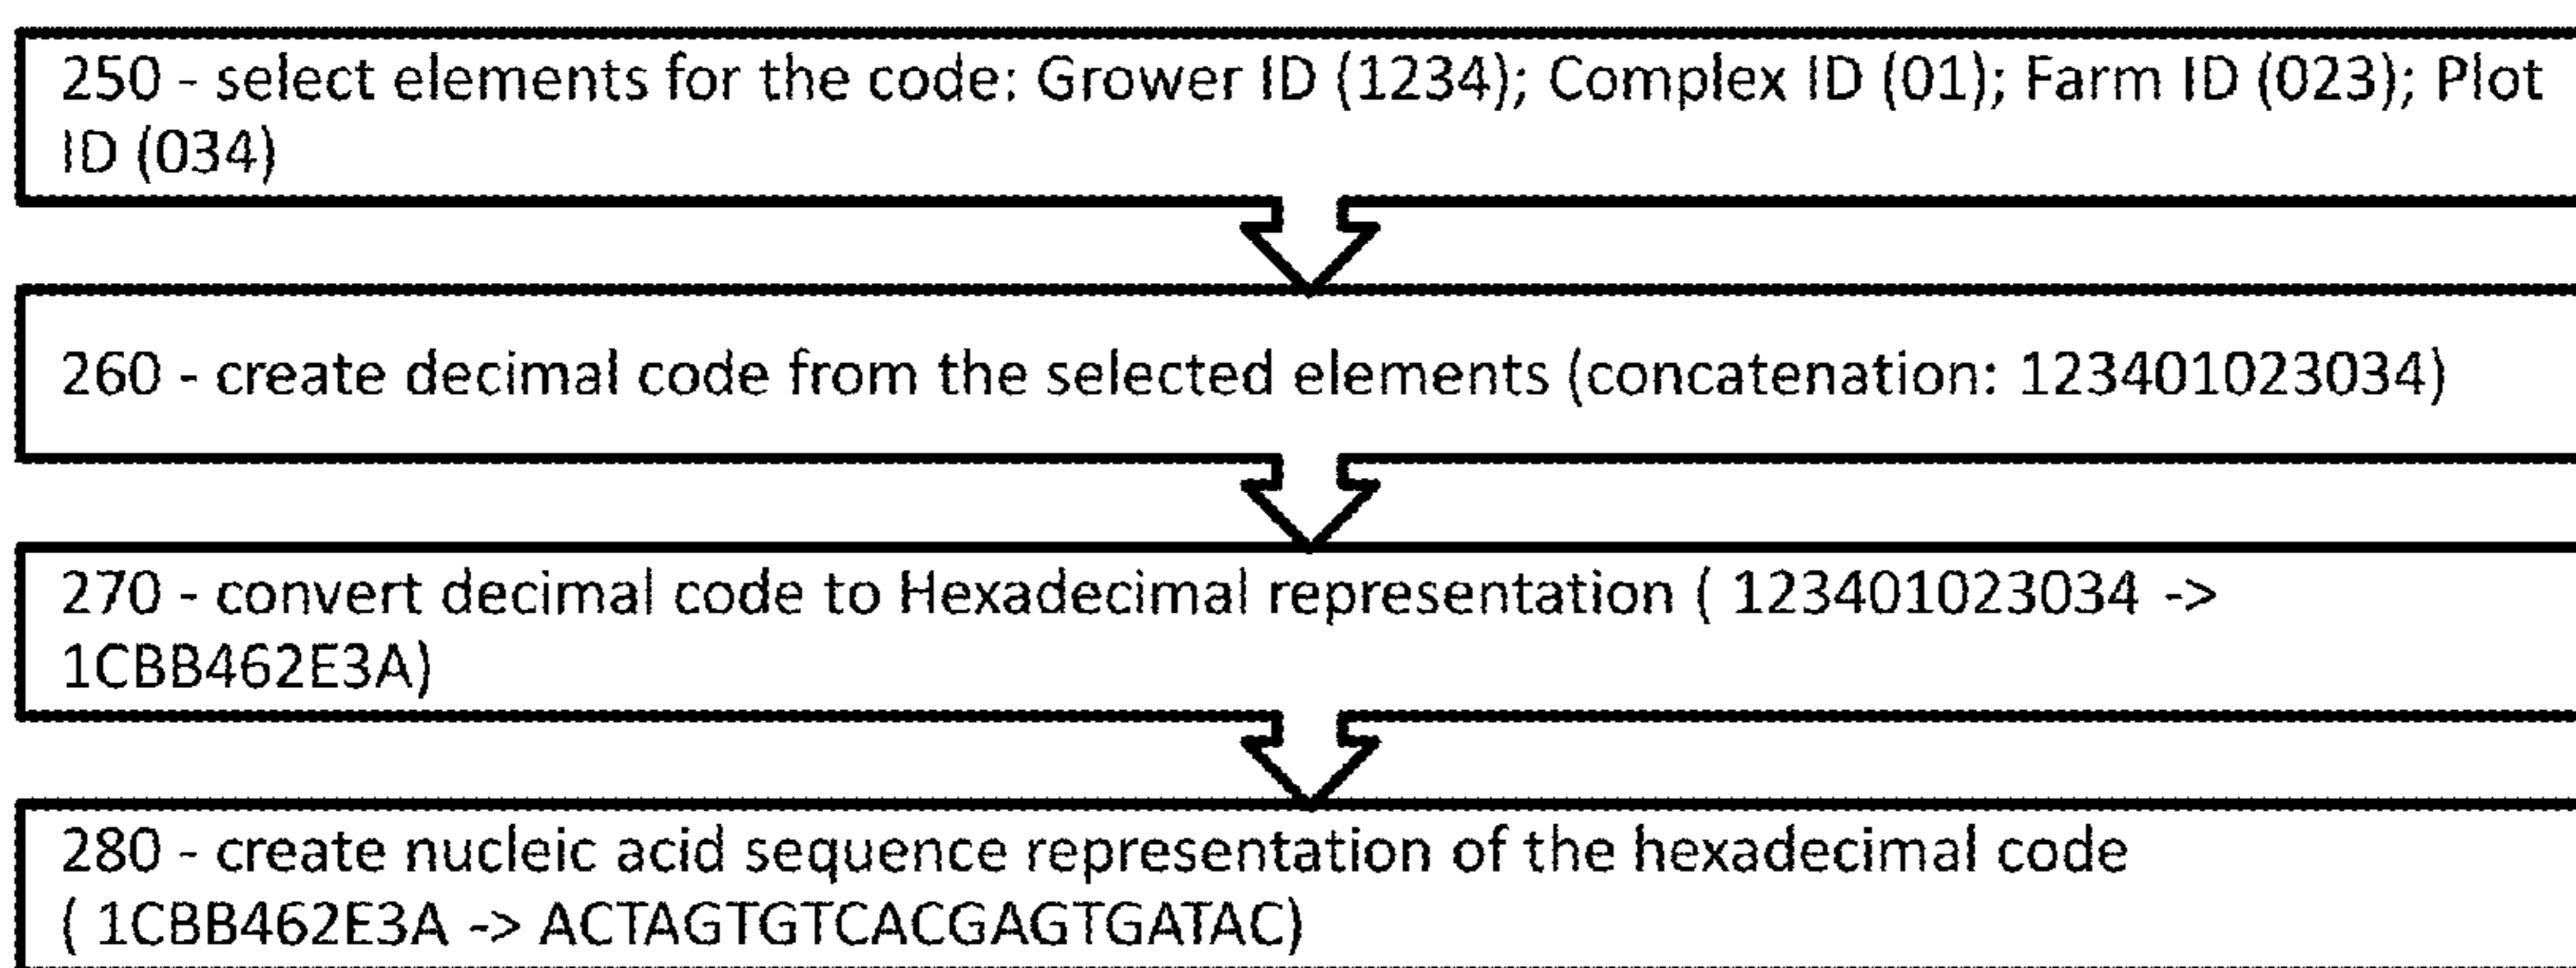 250 - select elements for the code: Grower ID (1234); Complex ID (01); Farm ID (023); Plot
ID (034)
260 - create decimal code from the selected elements (concatenation: 123401023034)
270 - convert decimal code to Hexadecimal representation ( 123401023034 ->
1CBB462E3A)
280 - create nucleic acid sequence representation of the hexadecimal code
( 1CBB462E3A -> ACTAGTGTCACGAGTGATAC)